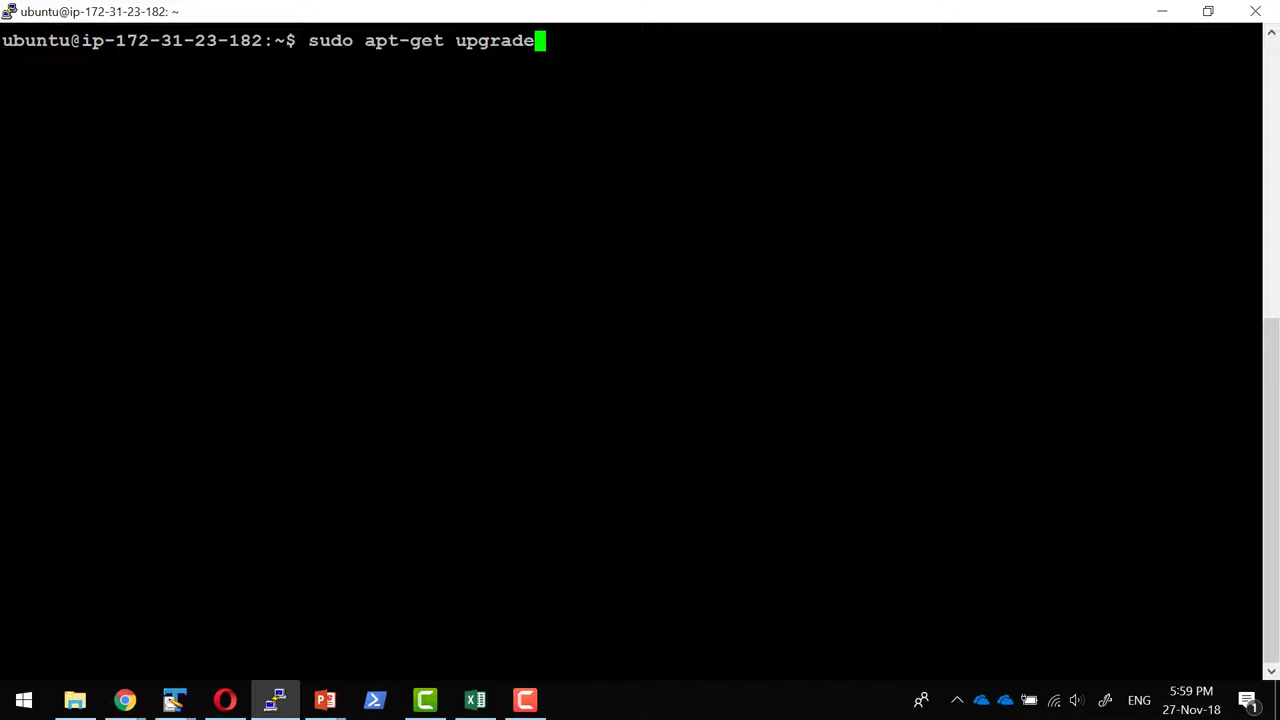 ubuntu@ip-172-31-23-182: ~
ubuntu@ip-172-31-23-182:~$ sudo apt-get upgrade
ENG
5:59 PM
27-Nov-18
1